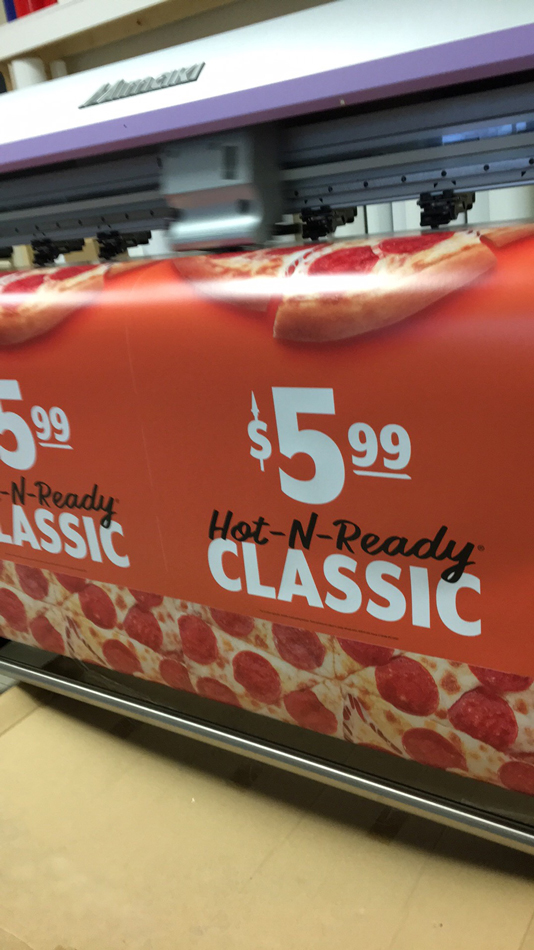 Mimaki
5 99
-N-Ready
LASSIC
$5 99
Hot-N-Ready®
CLASSIC